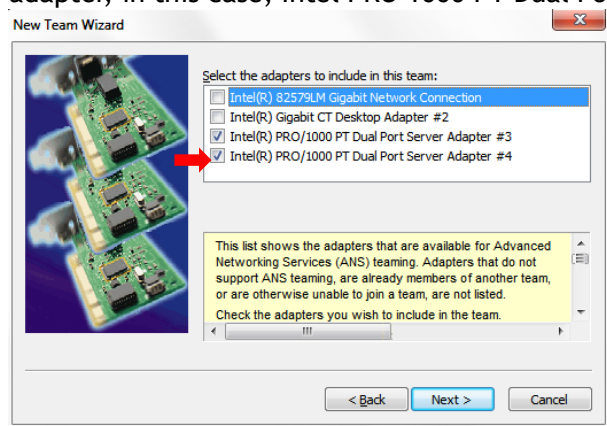 New Team Wizard
Select the adapters to include in this team:
Intel(R) 82579LM Gigabit Network Connection
Intel(R) Gigabit CT Desktop Adapter #2
Intel(R) PRO/1000 PT Dual Port Server Adapter #3
Intel(R) PRO/1000 PT Dual Port Server Adapter #4
This list shows the adapters that are available for Advanced
Networking Services (ANS) teaming. Adapters that do not
support ANS teaming, are already members of another team,
or are otherwise unable to join a team, are not listed.
Check the adapters you wish to include in the team.
< Back Next > Cancel